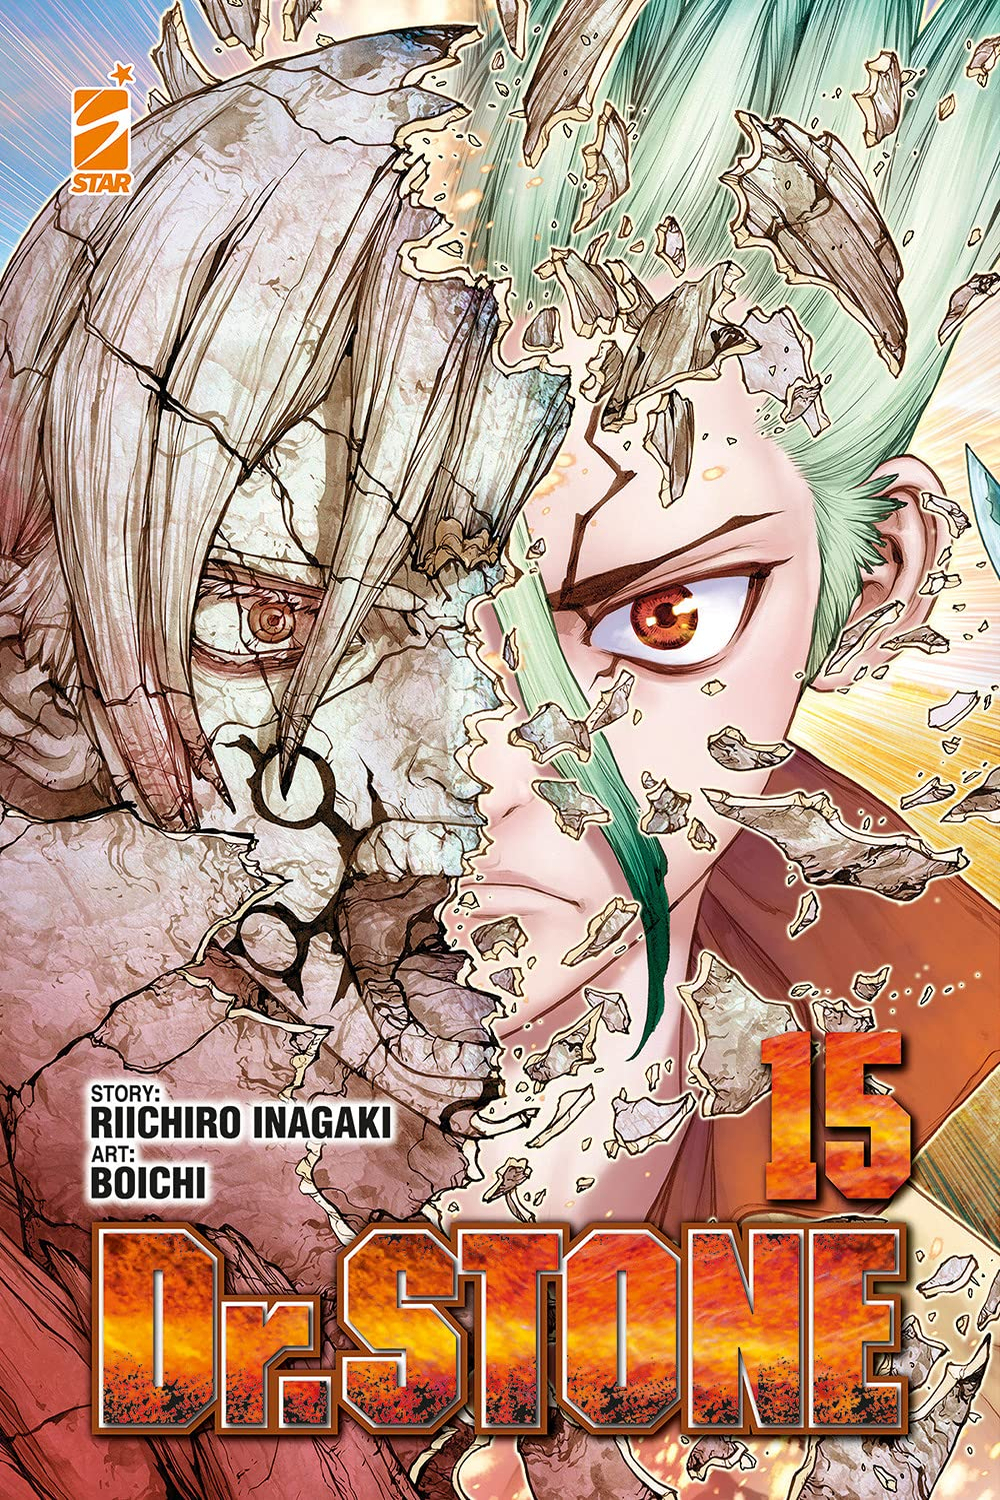 STAR
STORY:
RIICHIRO INAGAKI
ART:
BOICHI
15
Dr.STONE